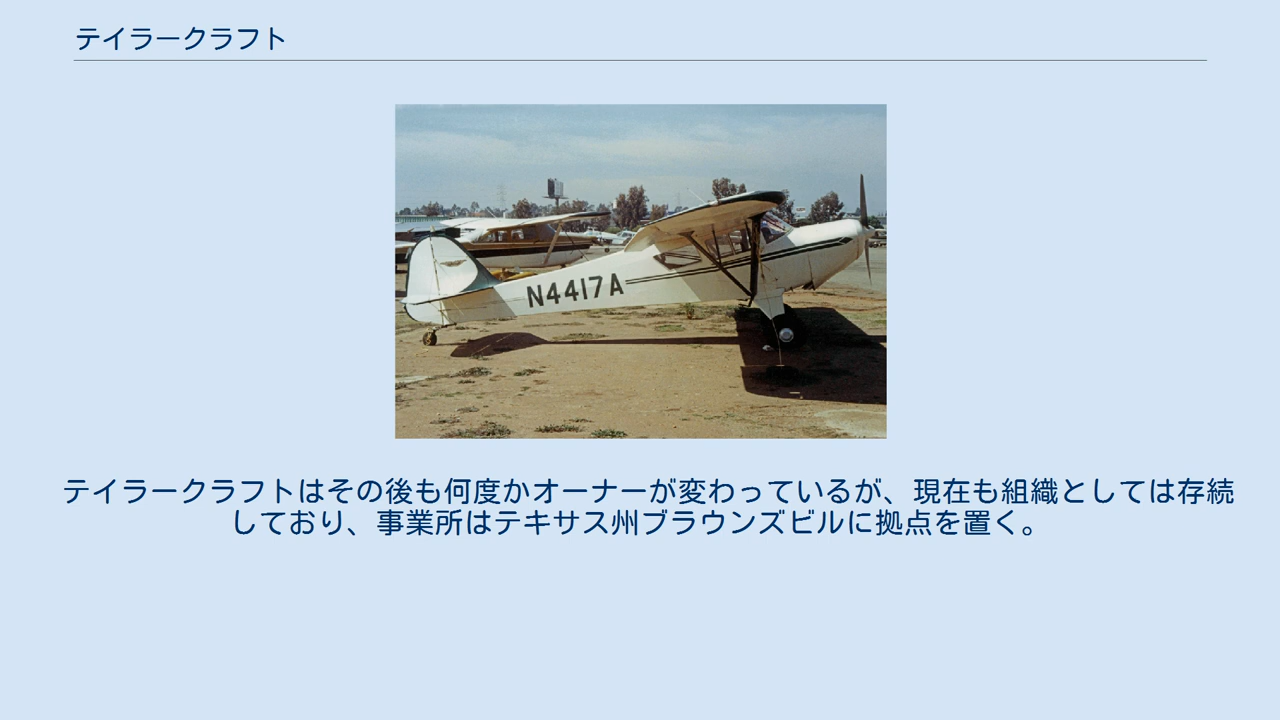 テイラークラフト
N4417A
テイラークラフトはその後も何度かオーナーが変わっているが、現在も組織としては存続
しており、事業所はテキサス州ブラウンズビルに拠点を置く。